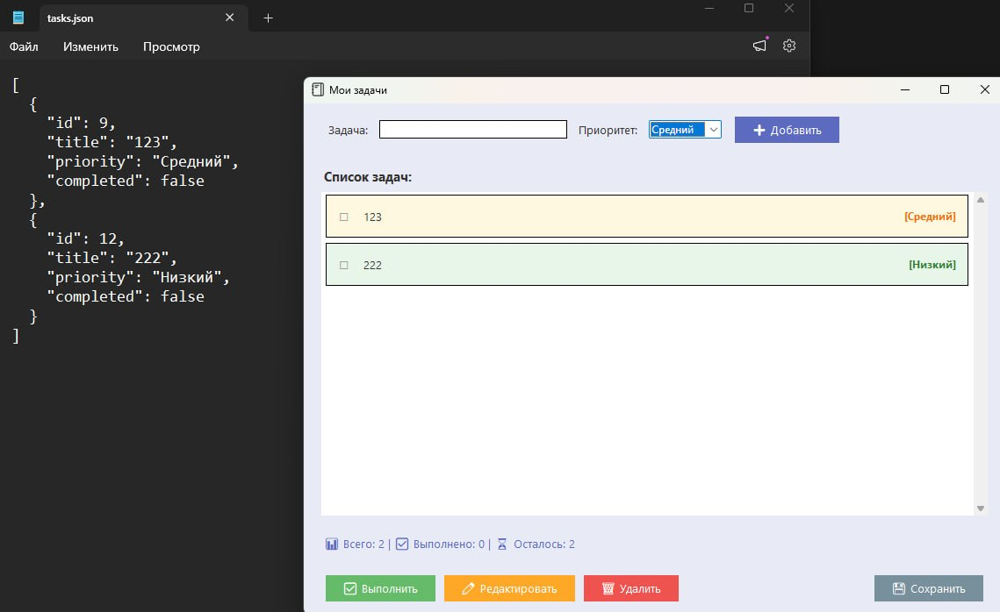 tasks.json
Файл Изменить Просмотр
[
{
"id": 9,
"title": "123",
"priority": "Средний",
"completed": false
},
{
"id": 12,
"title": "222",
"priority": "Низкий",
"completed": false
}
]
Мои задачи
Задача: Приоритет: Средний Добавить
Список задач:
123 [Средний]
222 [Низкий]
Всего: 2 | Выполнено: 0 | Осталось: 2
Выполнить Редактировать Удалить Сохранить